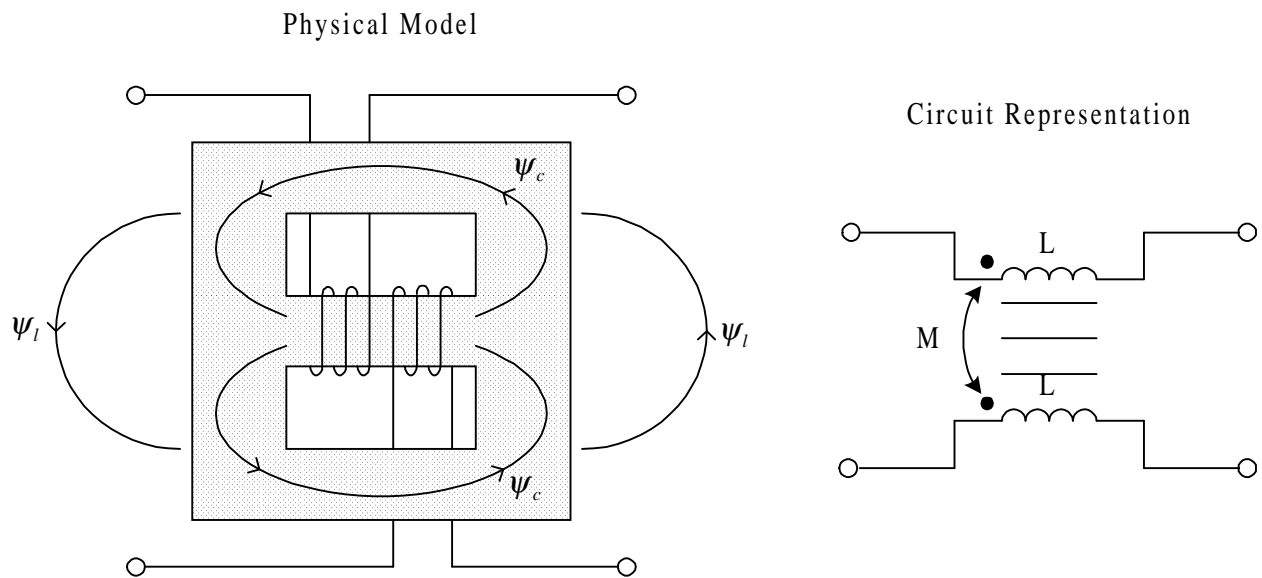 Physical Model
Circuit Representation
ψc
ψl
ψl
ψc
L
M
L